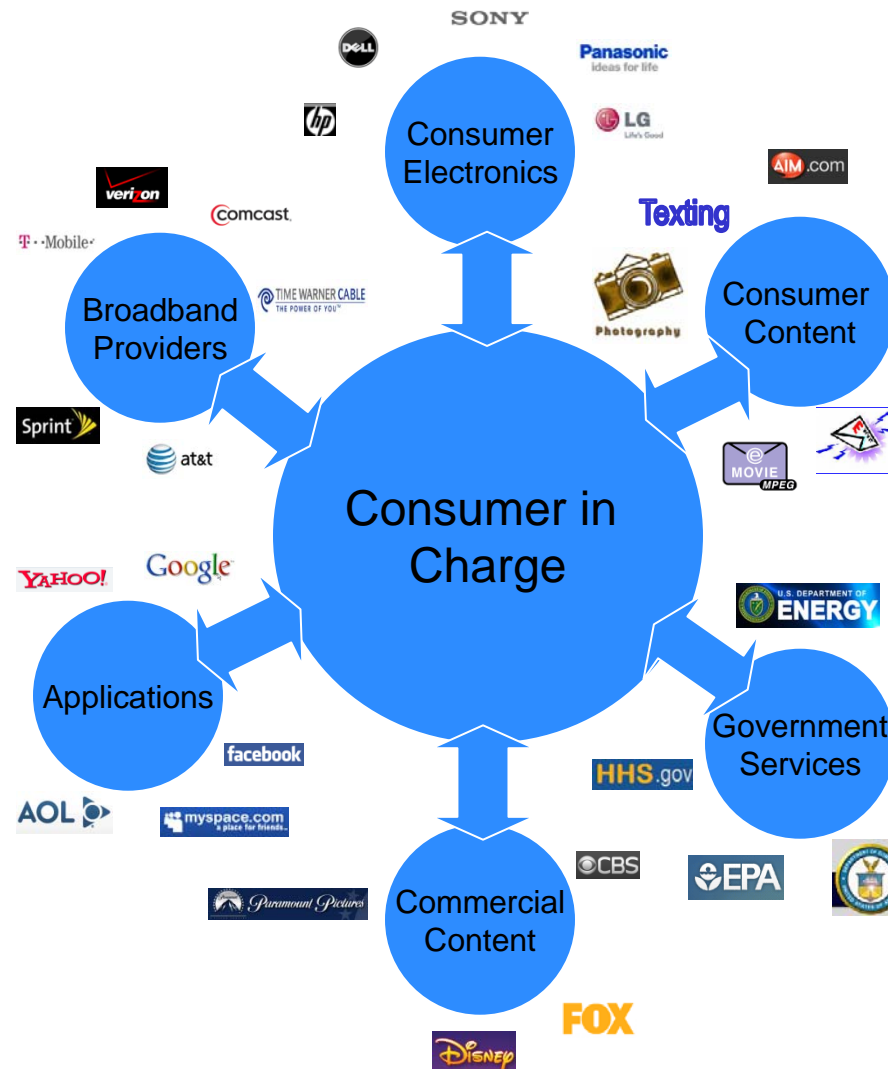 SONY
DELL
Panasonic
ideas for life
hp
LG
Life's Good
Consumer
Electronics
AIM.com
verizon
Comcast.
Texting
T··Mobile·
TIME WARNER CABLE
THE POWER OF YOU™
Photography
Broadband
Providers
Consumer
Content
Sprint
at&t
e
MOVIE
MPEG
Consumer in
Charge
YAHOO!
Google™
U.S. DEPARTMENT OF
ENERGY
Applications
Government
Services
facebook
HHS.gov
AOL
myspace.com
a place for friends
CBS
EPA
Paramount Pictures
Commercial
Content
FOX
Disney